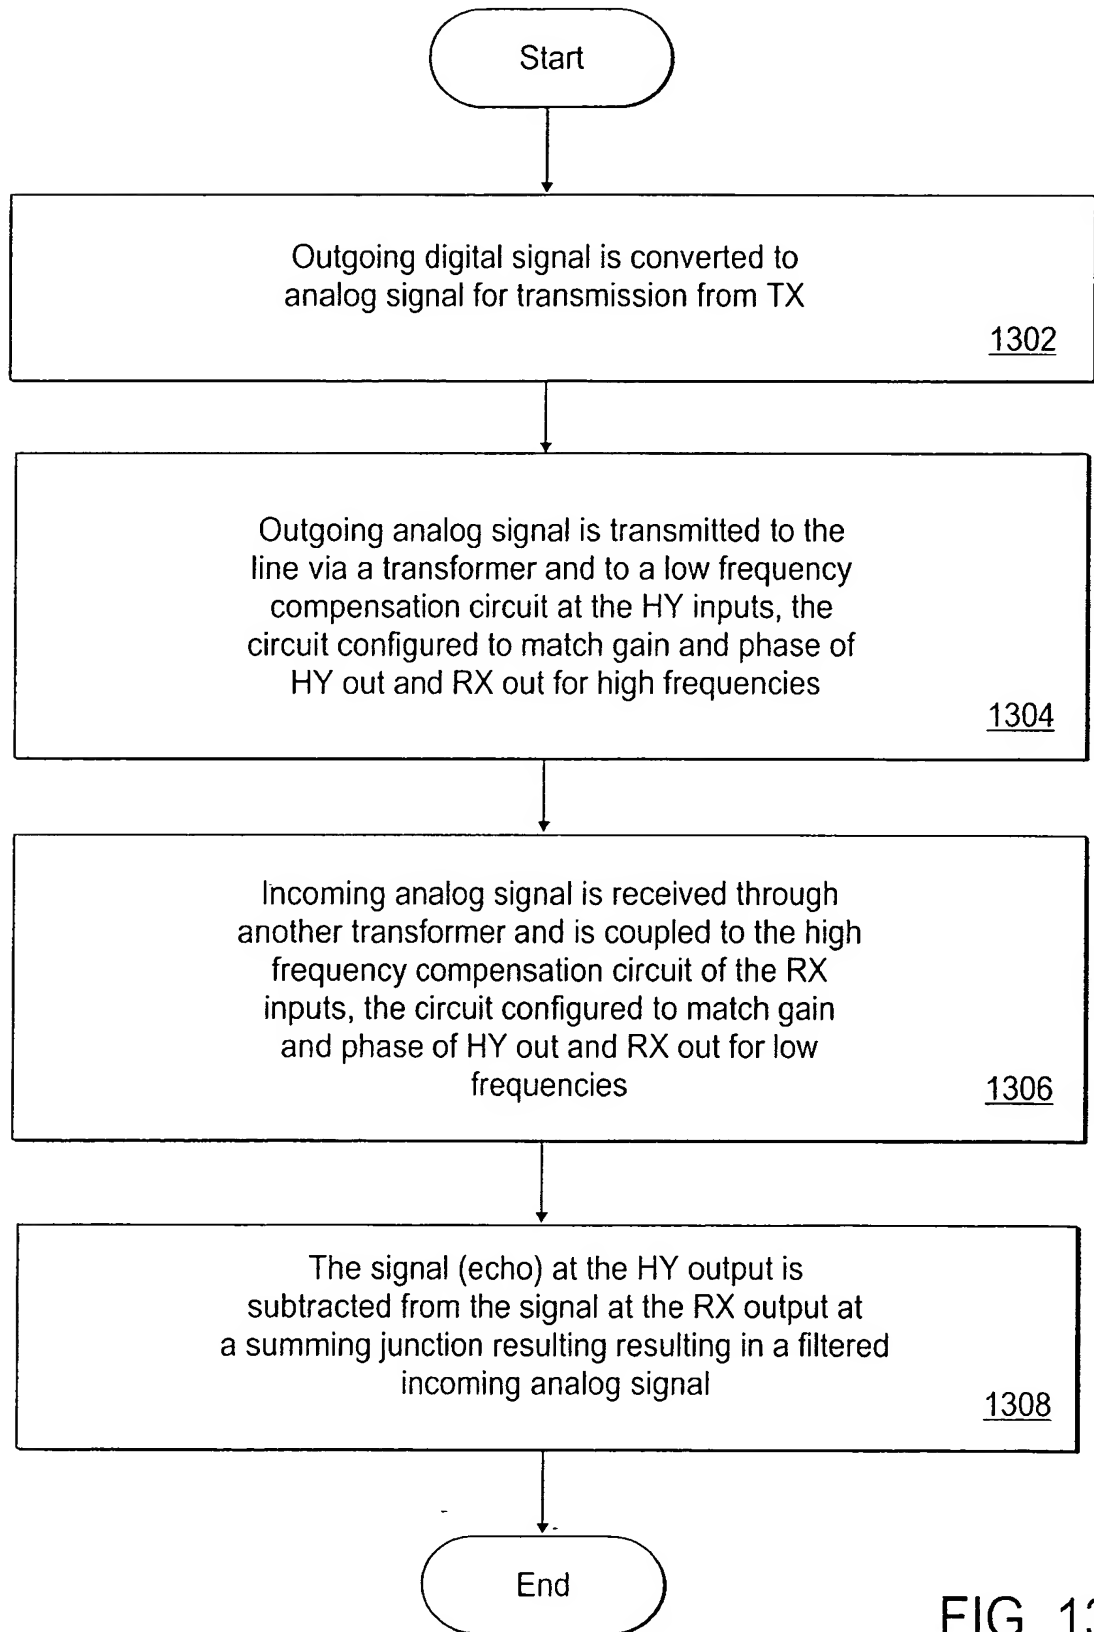 Start
Outgoing digital signal is converted to
analog signal for transmission from TX
1302
Outgoing analog signal is transmitted to the
line via a transformer and to a low frequency
compensation circuit at the HY inputs, the
circuit configured to match gain and phase of
HY out and RX out for high frequencies
1304
Incoming analog signal is received through
another transformer and is coupled to the high
frequency compensation circuit of the RX
inputs, the circuit configured to match gain
and phase of HY out and RX out for low
frequencies
1306
The signal (echo) at the HY output is
subtracted from the signal at the RX output at
a summing junction resulting resulting in a filtered
incoming analog signal
1308
End
FIG. 13